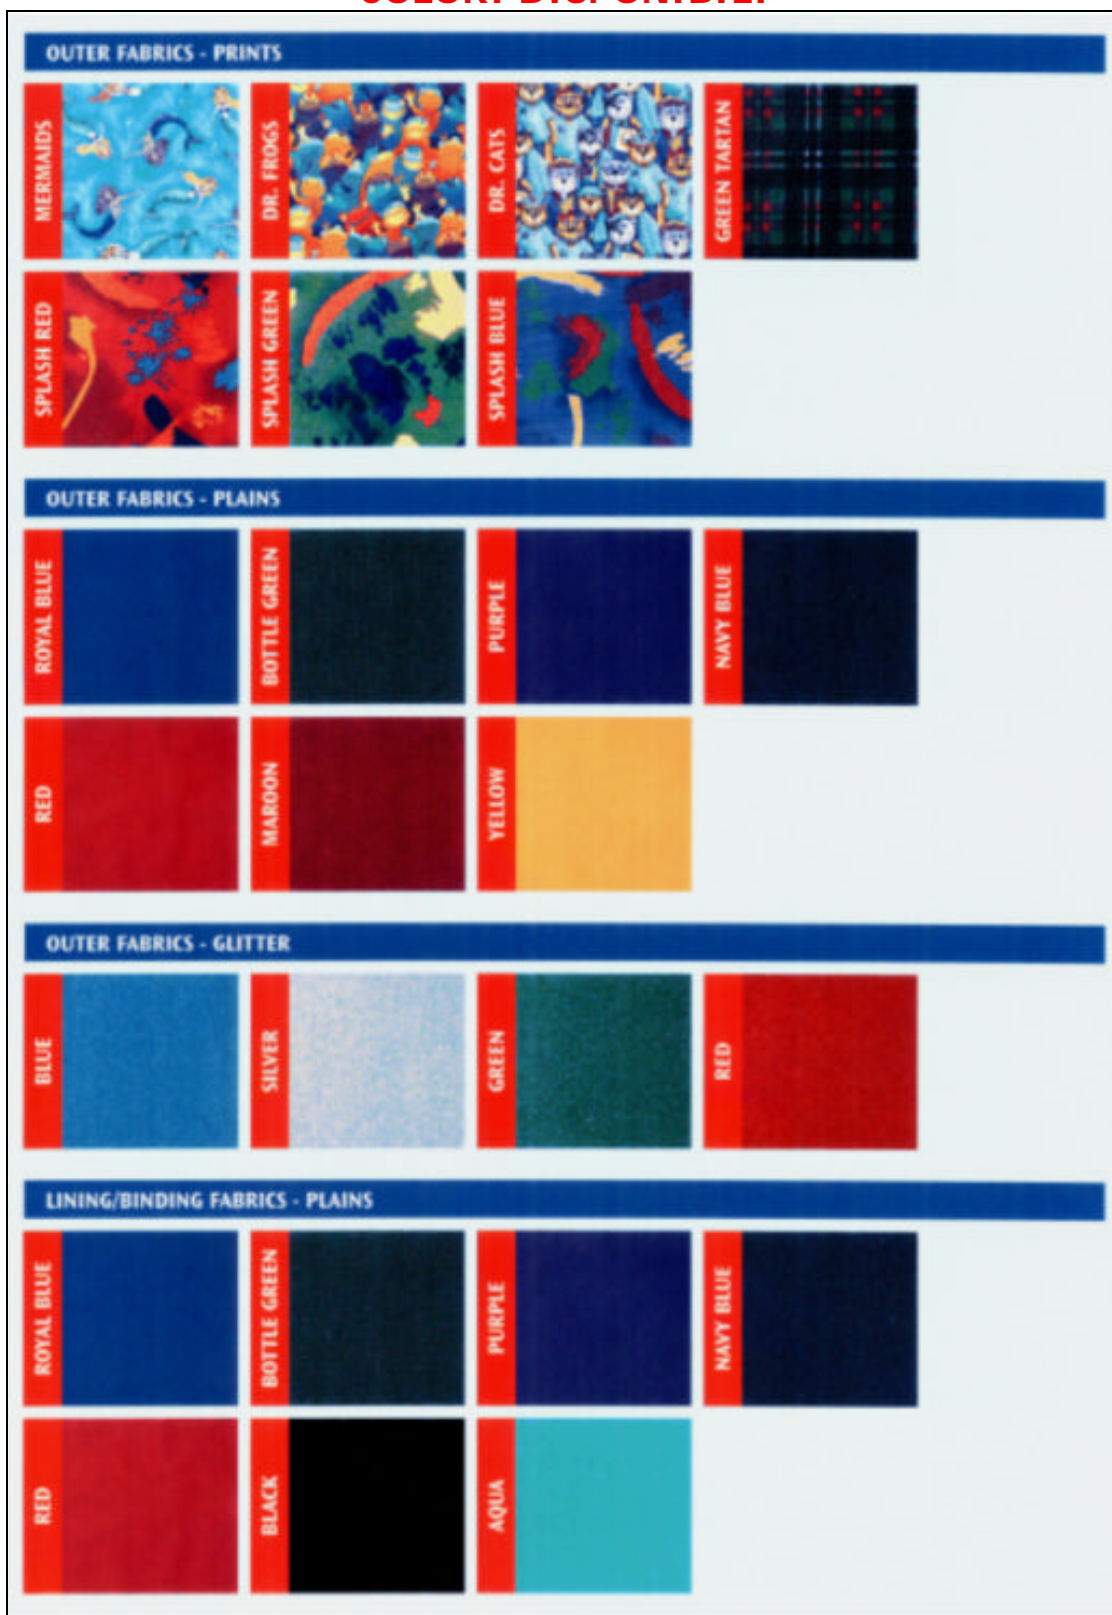 COLORI DISPONIBILI
OUTER FABRICS - PRINTS
MERMAIDS
DR. FROGS
DR. CATS
GREEN TARTAN
SPLASH RED
SPLASH GREEN
SPLASH BLUE
OUTER FABRICS - PLAINS
ROYAL BLUE
BOTTLE GREEN
PURPLE
NAVY BLUE
RED
MAROON
YELLOW
OUTER FABRICS - GLITTER
BLUE
SILVER
GREEN
RED
LINING/BINDING FABRICS - PLAINS
ROYAL BLUE
BOTTLE GREEN
PURPLE
NAVY BLUE
RED
BLACK
AQUA